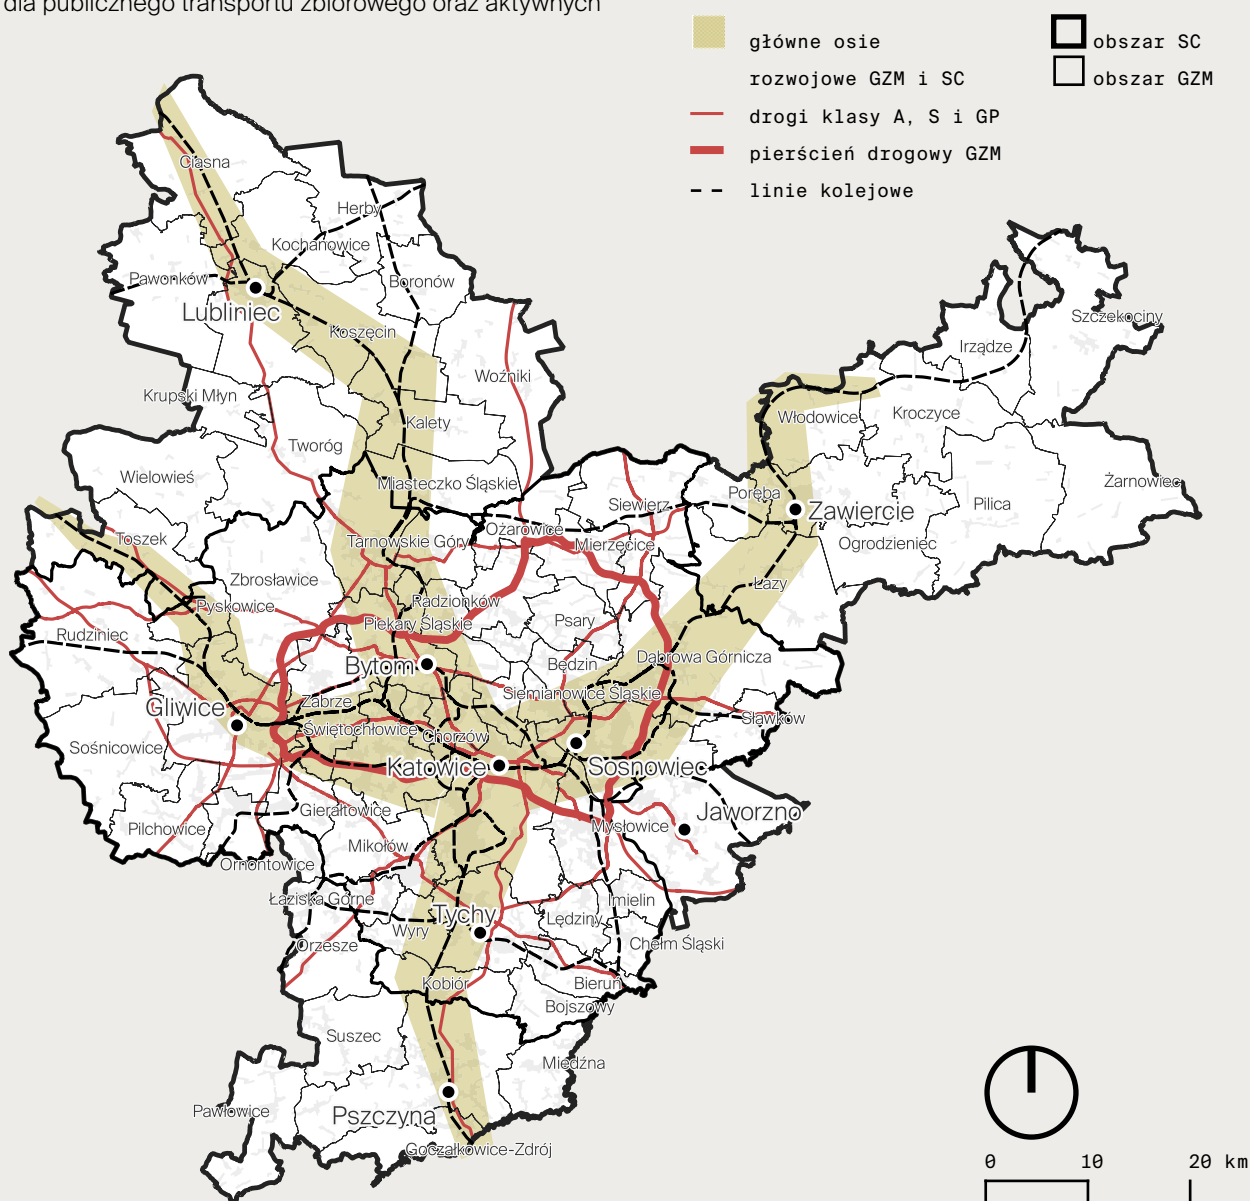 dla publicznego transportu zbiorowego oraz aktywnych
główne osie
rozwojowe GZM i SC
drogi klasy A, S i GP
pierścień drogowy GZM
linie kolejowe
obszar SC
obszar GZM
Ciasna
Herby
Kochanowice
Pawonków
Boronów
Lubliniec
Koszęcin
Szczekociny
Irządze
Woźniki
Krupski Młyn
Włodowice
Kroczyce
Kalety
Tworóg
Wielowieś
Miasteczko Śląskie
Żarnowiec
Poręba
Siewierz
Pilica
Zawiercie
Ożarowice
Toszek
Tarnowskie Góry
Mierzęcice
Ogrodzieniec
Zbrosławice
Łazy
Pyskowice
Radzionków
Piekary Śląskie
Psary
Rudziniec
Bytom
Będzin
Dąbrowa Górnicza
Siemianowice Śląskie
Zabrze
Gliwice
Sławków
Świętochłowice
Chorzów
Sośnicowice
Katowice
Sosnowiec
Gierałtowice
Jaworzno
Pilchowice
Mysłowice
Mikołów
Ornontowice
Łaziska Górne
Imielin
Tychy
Lędziny
Wyry
Orzesze
Chełm Śląski
Kobiór
Bieruń
Bojszowy
Suszec
Miedźna
Pawłowice
Pszczyna
Goczałkowice-Zdrój
0 10 20 km